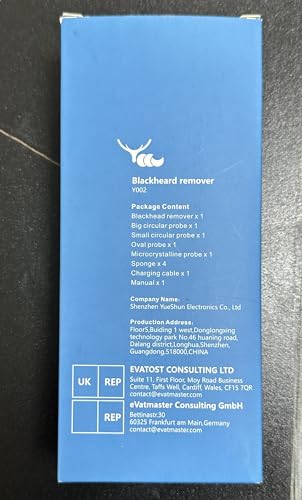 Blackheard remover
Y002
Package Content
Blackhead remover x 1
Big circular probe x 1
Small circular probe x 1
Oval probe x 1
Microcrystalline probe x 1
Sponge x 4
Charging cable x 1
Manual x 1
Company Name:
Shenzhen YueShun Electronics Co., Ltd
Production Address:
Floor5,Buiding 1 west,Donglongxing
technology park No.46 huaning road,
Dalang district,Longhua,Shenzhen,
Guangdong,518000,CHINA
UK REP
EVATOST CONSULTING LTD
Suite 11, First Floor, Moy Road Business
Centre, Taffs Well, Cardiff, Wales, CF15 7QR
contact@evatmaster.com
REP
eVatmaster Consulting GmbH
Bettinastr.30
60325 Frankfurt am Main,Germany
contact@evatmaster.com